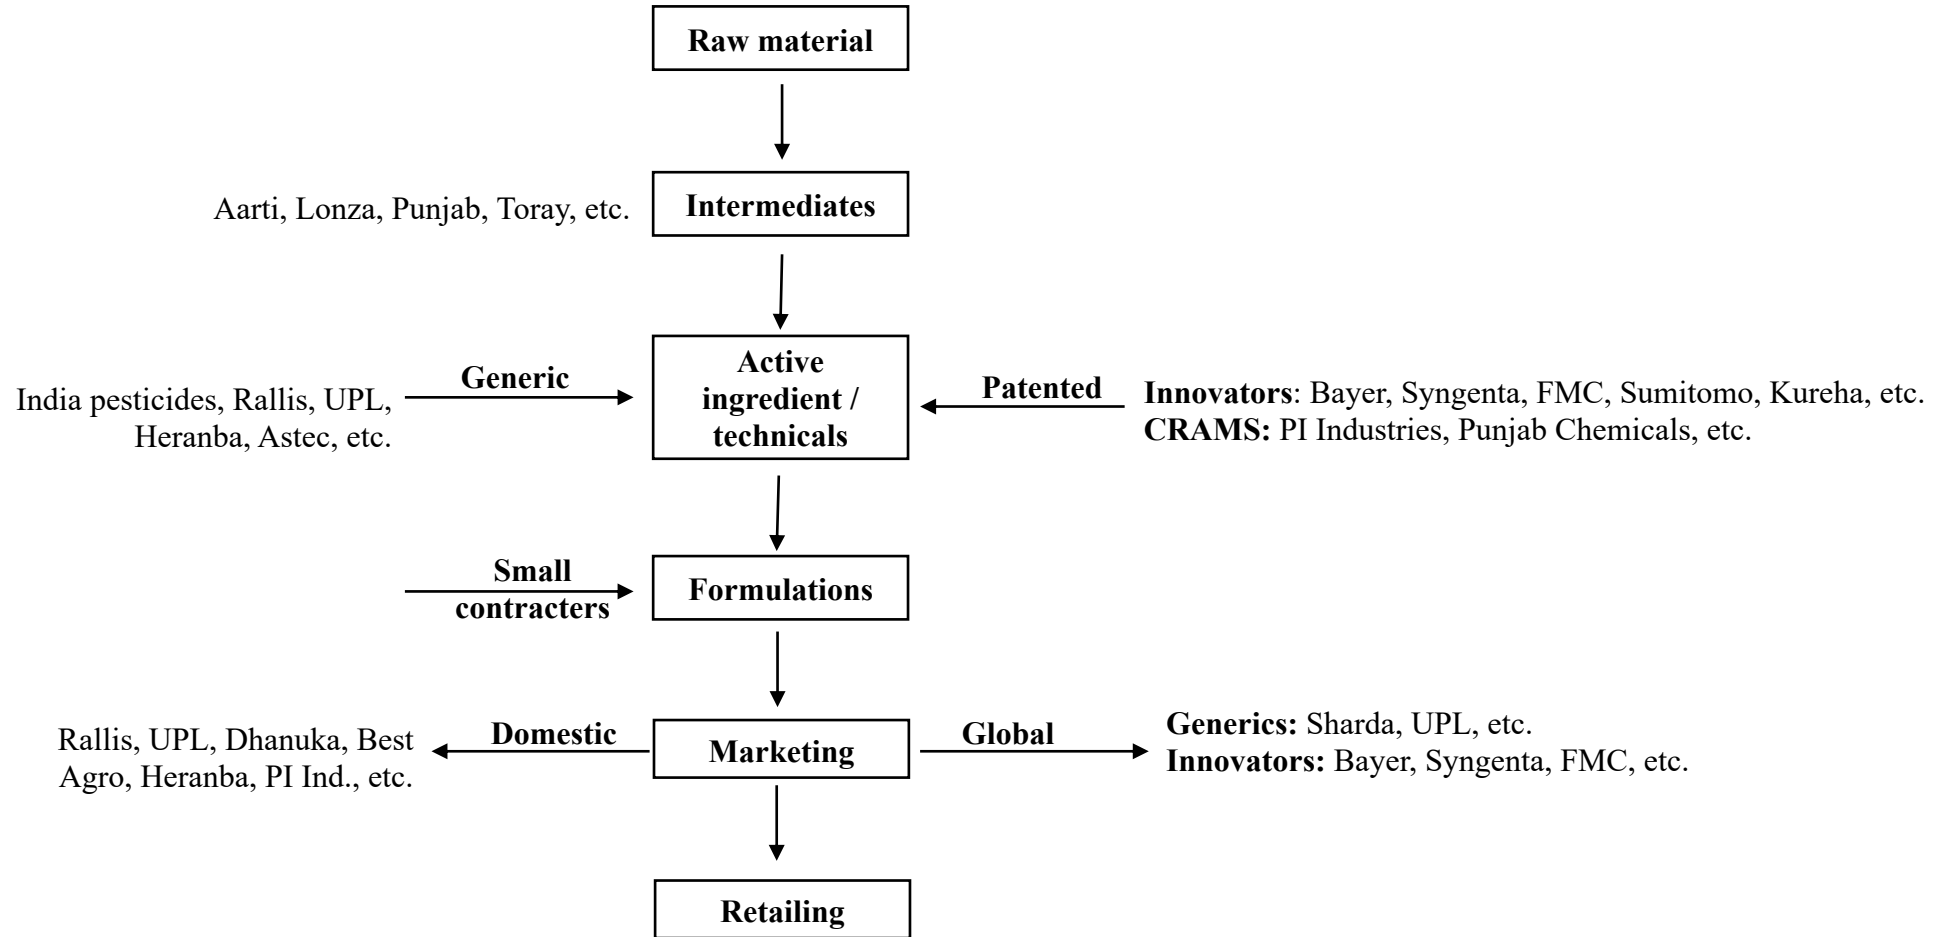 Raw material
Aarti, Lonza, Punjab, Toray, etc.
Intermediates
India pesticides, Rallis, UPL,
Heranba, Astec, etc.
Generic
Active
ingredient /
technicals
Patented
Innovators: Bayer, Syngenta, FMC, Sumitomo, Kureha, etc.
CRAMS: PI Industries, Punjab Chemicals, etc.
Small
contracters
Formulations
Rallis, UPL, Dhanuka, Best
Agro, Heranba, PI Ind., etc.
Domestic
Marketing
Global
Generics: Sharda, UPL, etc.
Innovators: Bayer, Syngenta, FMC, etc.
Retailing